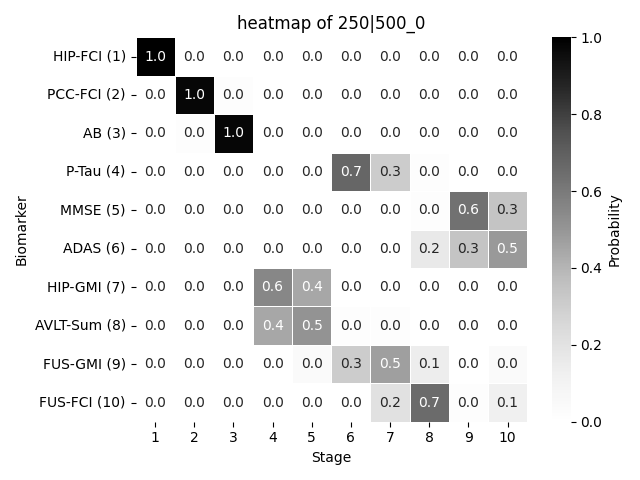 heatmap of 250|500_0
HIP-FCI (1) 1.0 0.0 0.0 0.0 0.0 0.0 0.0 0.0 0.0 0.0
PCC-FCI (2) 0.0 1.0 0.0 0.0 0.0 0.0 0.0 0.0 0.0 0.0
AB (3) 0.0 0.0 1.0 0.0 0.0 0.0 0.0 0.0 0.0 0.0
P-Tau (4) 0.0 0.0 0.0 0.0 0.0 0.7 0.3 0.0 0.0 0.0
MMSE (5) 0.0 0.0 0.0 0.0 0.0 0.0 0.0 0.0 0.6 0.3
ADAS (6) 0.0 0.0 0.0 0.0 0.0 0.0 0.0 0.2 0.3 0.5
HIP-GMI (7) 0.0 0.0 0.0 0.6 0.4 0.0 0.0 0.0 0.0 0.0
AVLT-Sum (8) 0.0 0.0 0.0 0.4 0.5 0.0 0.0 0.0 0.0 0.0
FUS-GMI (9) 0.0 0.0 0.0 0.0 0.0 0.3 0.5 0.1 0.0 0.0
FUS-FCI (10) 0.0 0.0 0.0 0.0 0.0 0.0 0.2 0.7 0.0 0.1
1 2 3 4 5 6 7 8 9 10
Stage
Biomarker
1.0
0.8
0.6
0.4
0.2
0.0
Probability